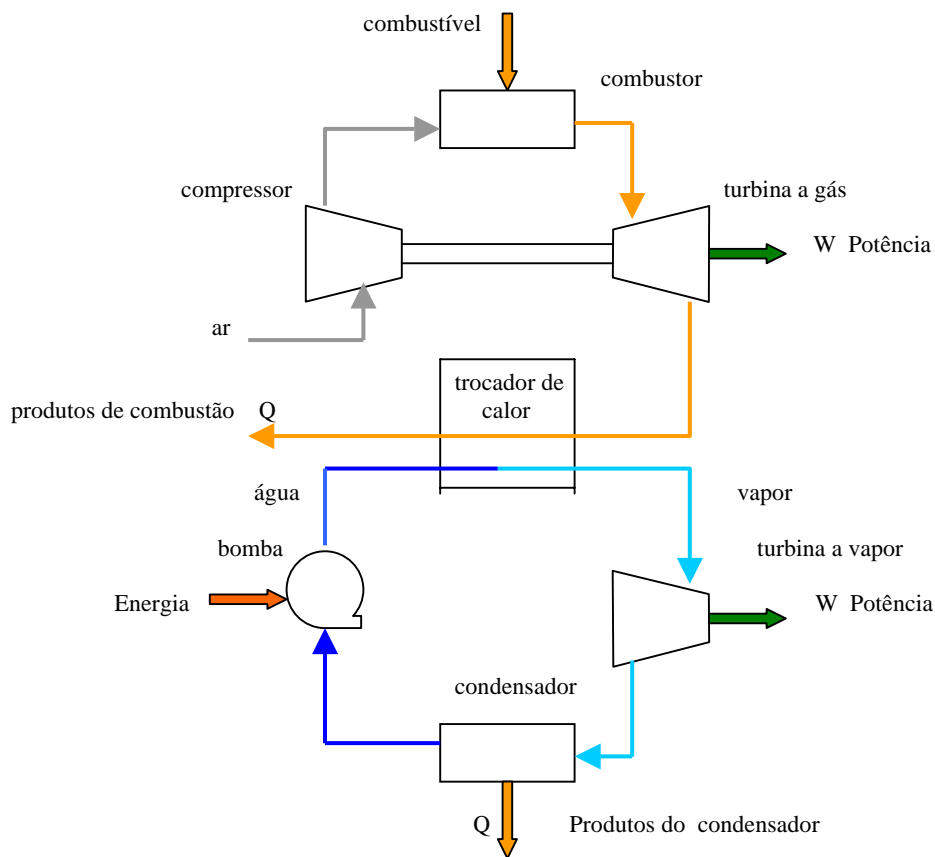 combustível
combustor
compressor
turbina a gás
W Potência
ar
trocador de
calor
produtos de combustão Q
água
vapor
bomba
turbina a vapor
Energia
W Potência
condensador
Q
Produtos do condensador